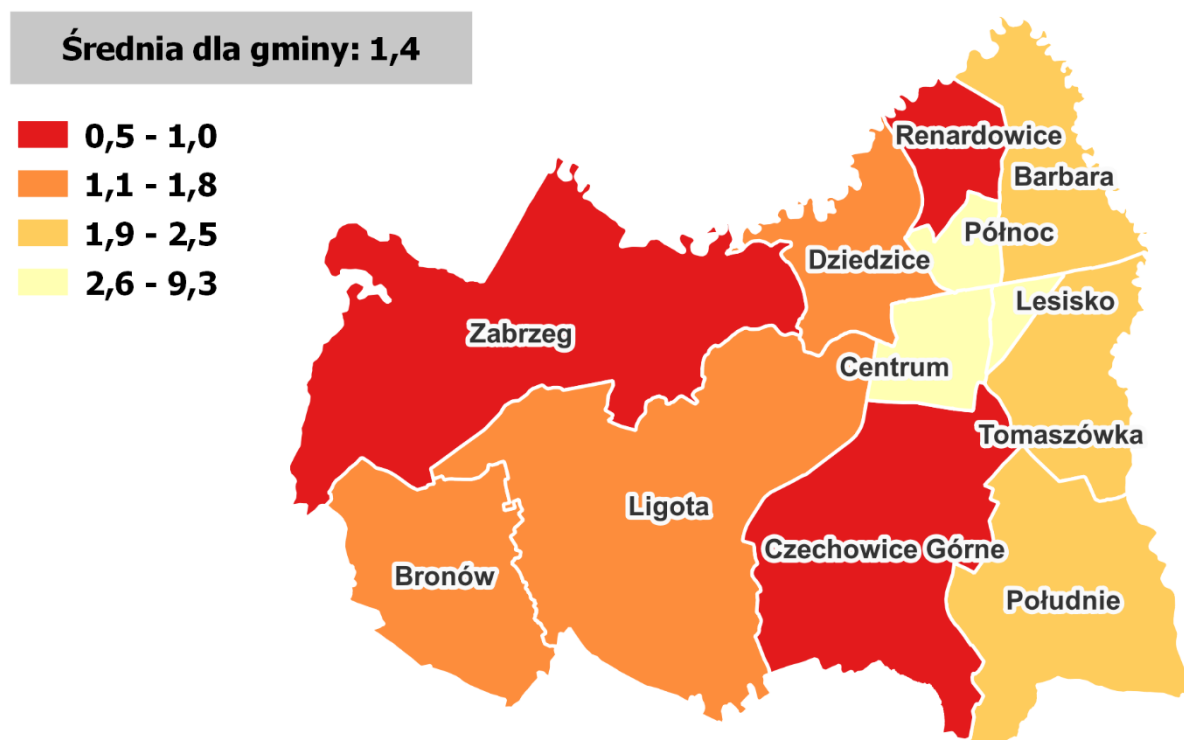 Średnia dla gminy: 1,4
0,5 - 1,0
1,1 - 1,8
1,9 - 2,5
2,6 - 9,3
Renardowice
Barbara
Północ
Dziedzice
Lesisko
Zabrzeg
Centrum
Tomaszówka
Ligota
Czechowice Górne
Bronów
Południe